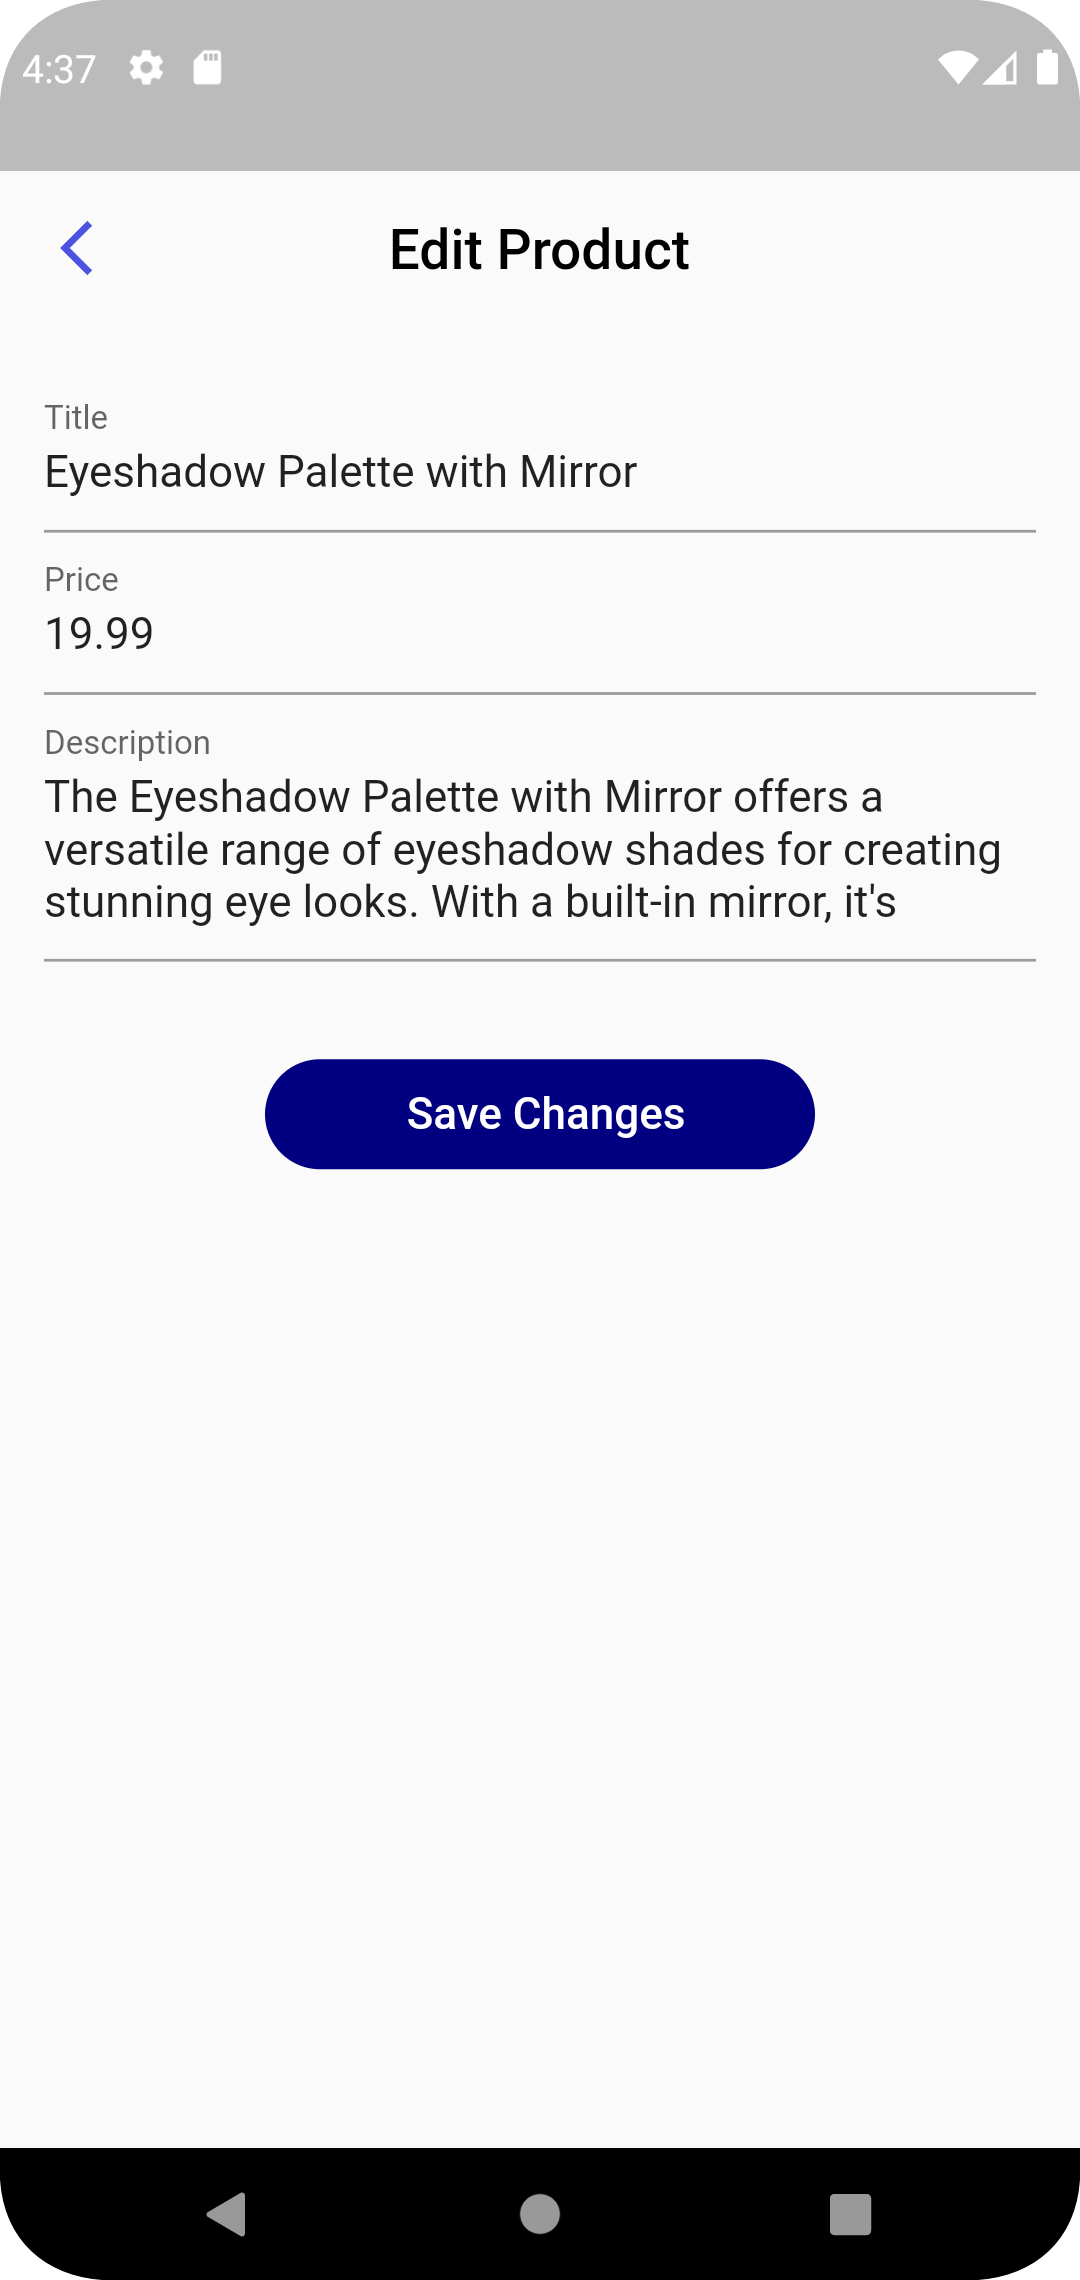 4:37
Edit Product
Title
Eyeshadow Palette with Mirror
Price
19.99
Description
The Eyeshadow Palette with Mirror offers a
versatile range of eyeshadow shades for creating
stunning eye looks. With a built-in mirror, it's
Save Changes